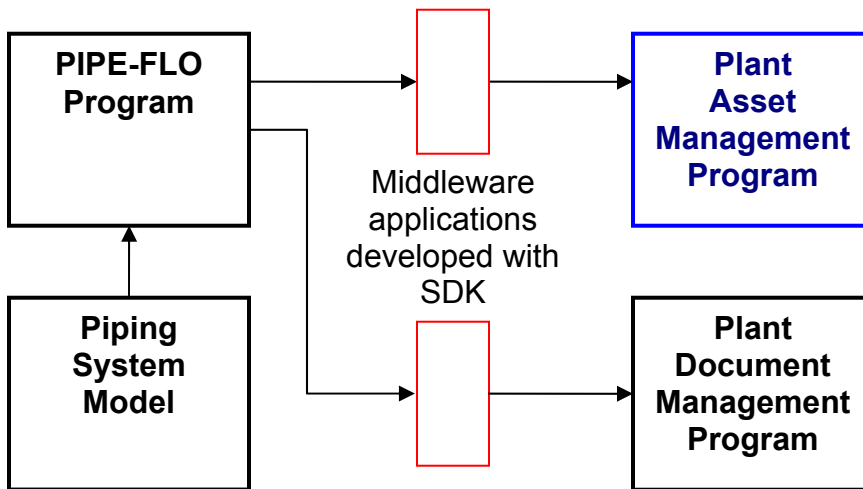 PIPE-FLO
Program
Plant
Asset
Management
Program
Middleware
applications
developed with
SDK
Piping
System
Model
Plant
Document
Management
Program